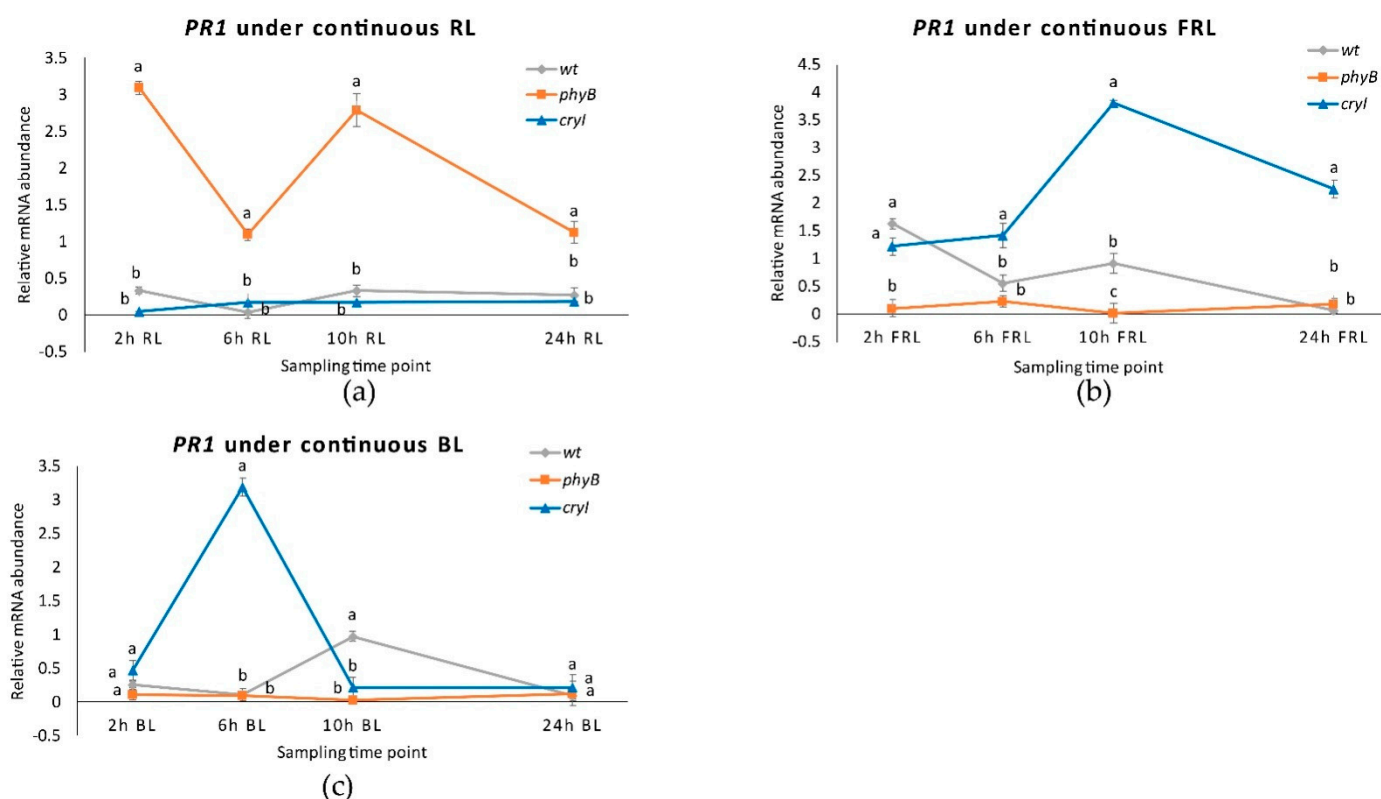 PR1 under continuous RL
3.5
3
2.5
2
1.5
1
0.5
0
-0.5
Relative mRNA abundance
a
a
a
a
b
b
b
b
b
b
b
b
wt
phyB
cryI
2h RL
6h RL
10h RL
24h RL
Sampling time point
(a)
PR1 under continuous FRL
4.5
4
3.5
3
2.5
2
1.5
1
0.5
0
-0.5
Relative mRNA abundance
a
a
b
a
b
b
a
b
c
a
b
b
wt
phyB
cryI
2h FRL
6h FRL
10h FRL
24h FRL
Sampling time point
(b)
PR1 under continuous BL
3.5
3
2.5
2
1.5
1
0.5
0
-0.5
Relative mRNA abundance
a
a
a
a
b
b
a
b
b
a
a
a
wt
phyB
cryI
2h BL
6h BL
10h BL
24h BL
Sampling time point
(c)